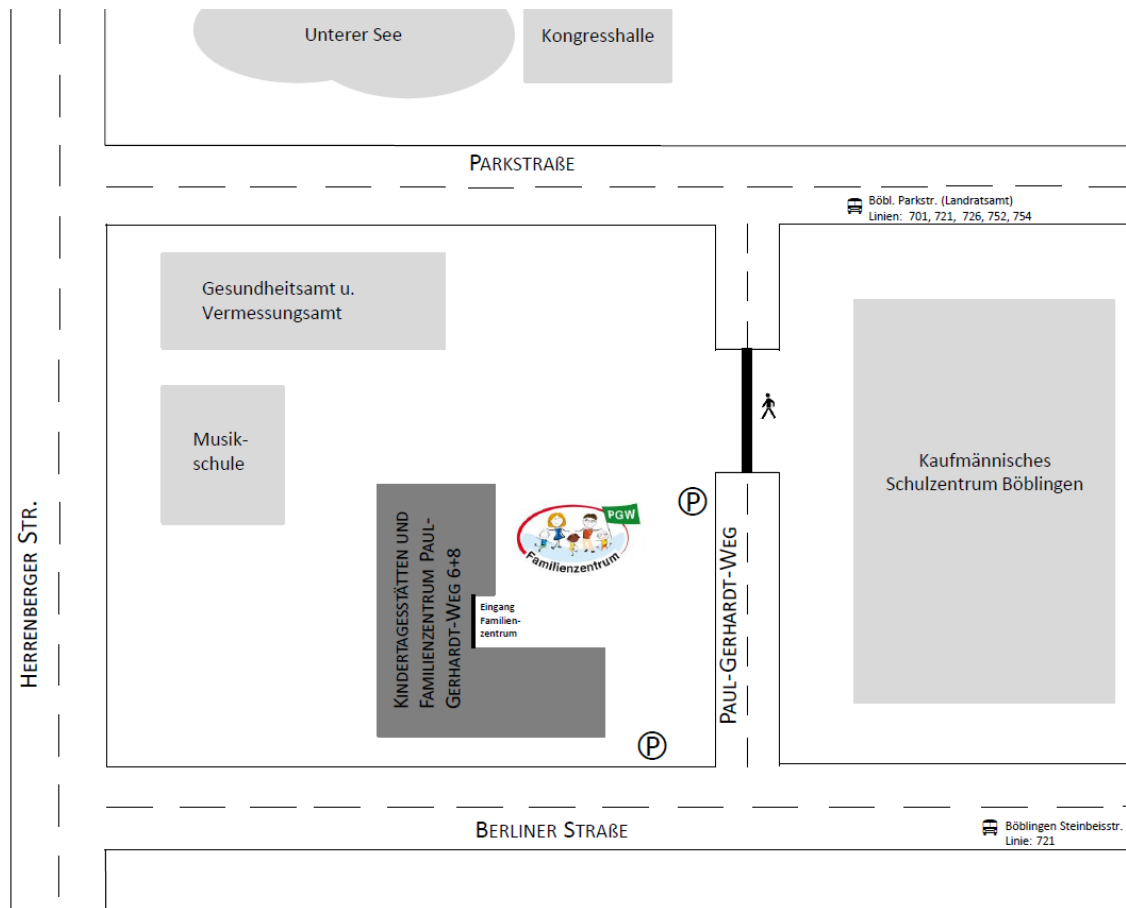 Unterer See
Kongresshalle
PARKSTRAßE
Böbl. Parkstr. (Landratsamt)
Linien: 701, 721, 726, 752, 754
Gesundheitsamt u.
Vermessungsamt
Musik-
schule
Kaufmännisches
Schulzentrum Böblingen
P
PGW
Familienzentrum
HERRENBERGER STR.
KINDERTAGESSTÄTTEN UND
FAMILIENZENTRUM PAUL-
GERHARDT-WEG 6+8
Eingang
Familien-
zentrum
PAUL-GERHARDT-WEG
P
BERLINER STRAßE
Böblingen Steinbeisstr.
Linie: 721